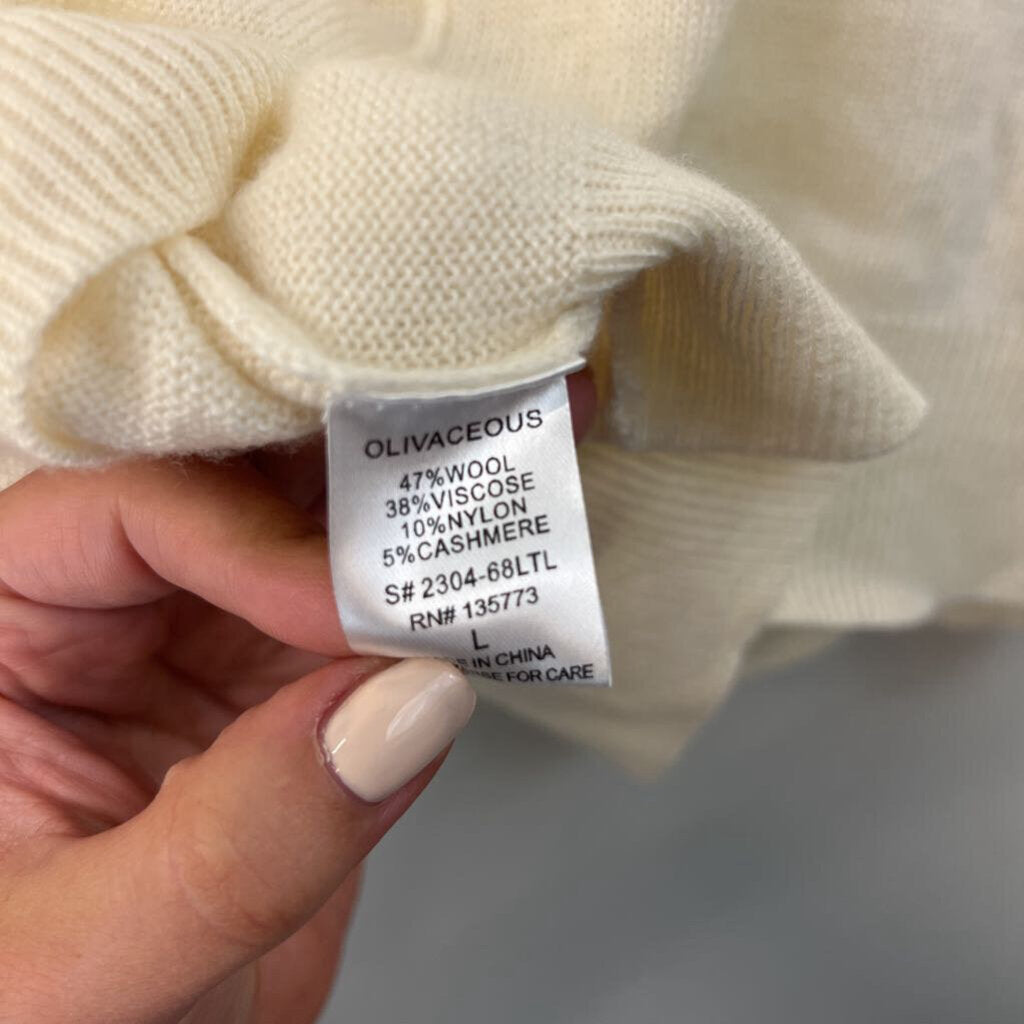 OLIVACEOUS
47%WOOL
38%VISCOSE
10%NYLON
5%CASHMERE
S# 2304-68LTL
RN# 135773
L
IN CHINA
FOR CARE